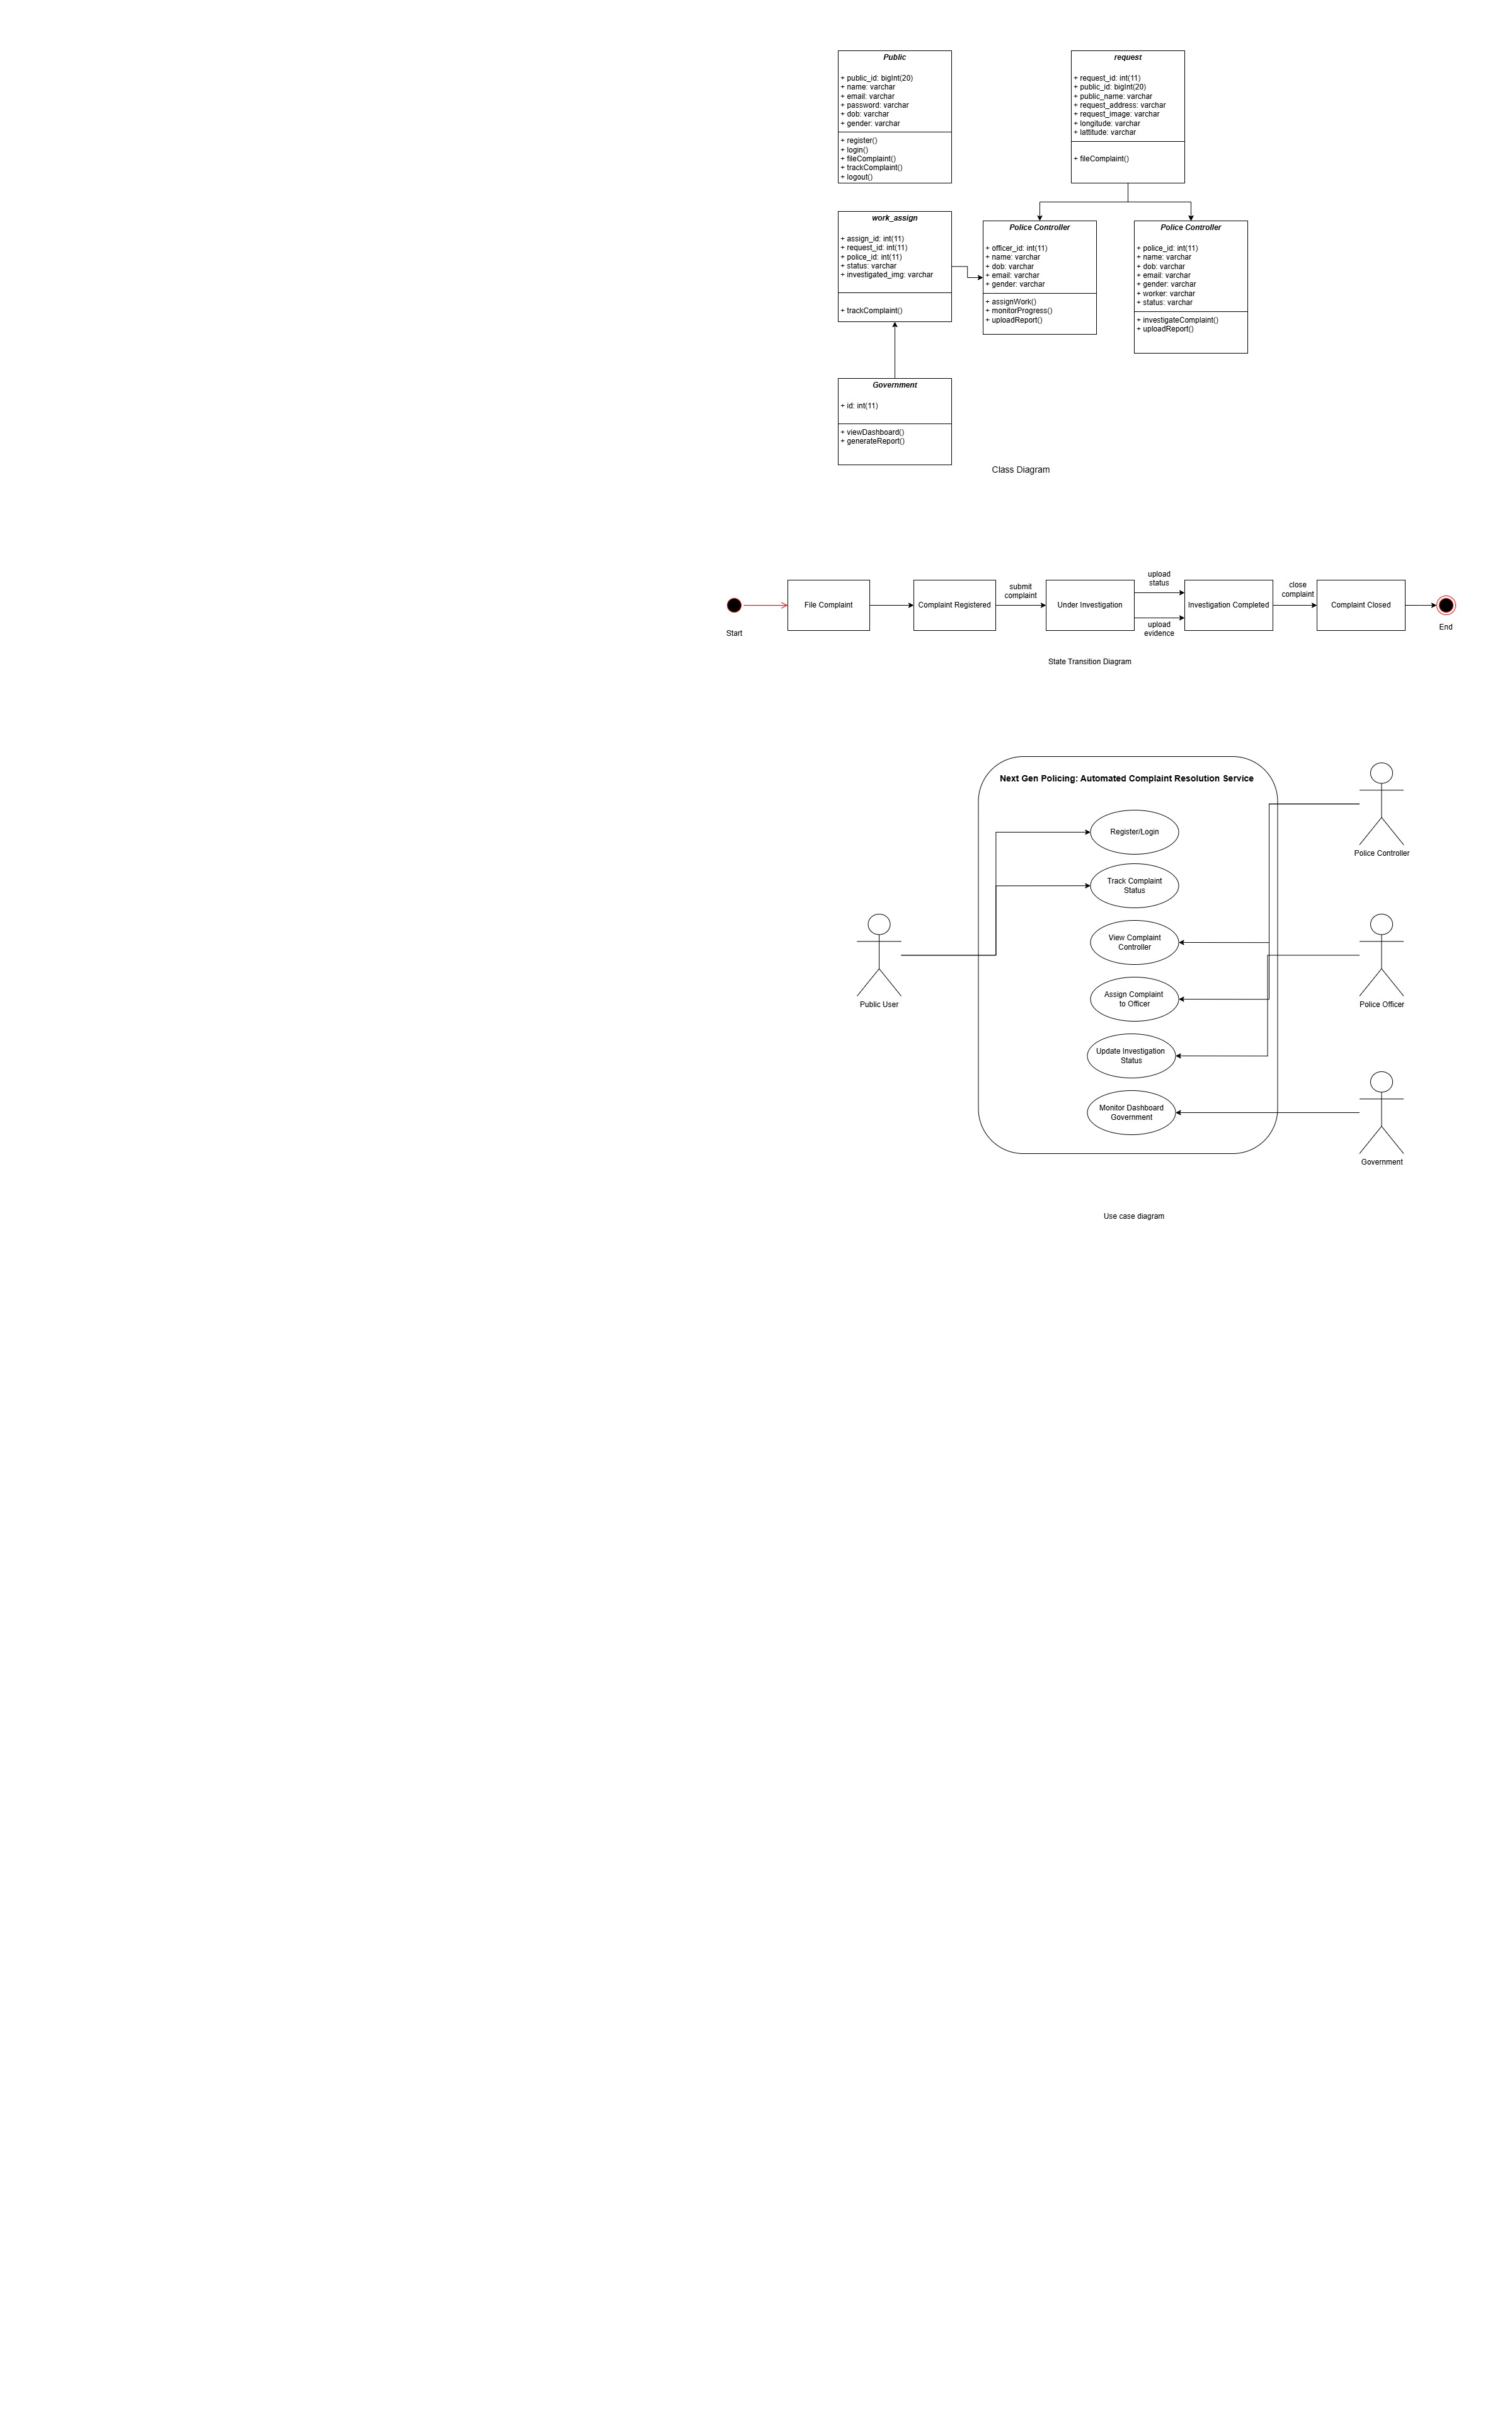 Public
+ public_id: bigInt(20)
+ name: varchar
+ email: varchar
+ password: varchar
+ dob: varchar
+ gender: varchar
+ register()
+ login()
+ fileComplaint()
+ trackComplaint()
+ logout()
request
+ request_id: int(11)
+ public_id: bigInt(20)
+ public_name: varchar
+ request_address: varchar
+ request_image: varchar
+ longitude: varchar
+ lattitude: varchar
+ fileComplaint()
work_assign
+ assign_id: int(11)
+ request_id: int(11)
+ police_id: int(11)
+ status: varchar
+ investigated_img: varchar
+ trackComplaint()
Police Controller
+ officer_id: int(11)
+ name: varchar
+ dob: varchar
+ email: varchar
+ gender: varchar
+ assignWork()
+ monitorProgress()
+ uploadReport()
Police Controller
+ police_id: int(11)
+ name: varchar
+ dob: varchar
+ email: varchar
+ gender: varchar
+ worker: varchar
+ status: varchar
+ investigateComplaint()
+ uploadReport()
Government
+ id: int(11)
+ viewDashboard()
+ generateReport()
Class Diagram
Start
File Complaint
Complaint Registered
submit
complaint
Under Investigation
upload
status
upload
evidence
Investigation Completed
close
complaint
Complaint Closed
End
State Transition Diagram
Next Gen Policing: Automated Complaint Resolution Service
Register/Login
Track Complaint
Status
View Complaint
Controller
Assign Complaint
to Officer
Update Investigation
Status
Monitor Dashboard
Government
Public User
Police Controller
Police Officer
Government
Use case diagram